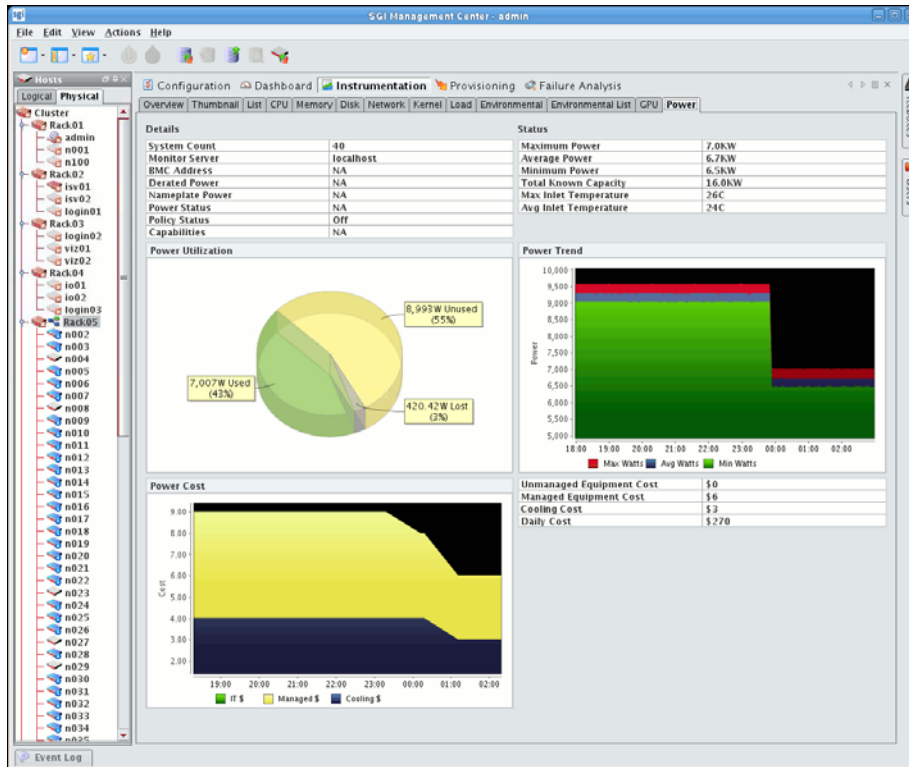 SGI Management Center - admin
File Edit View Actions Help
Hosts
Logical Physical
Cluster
Rack01
admin
n001
n100
Rack02
isv01
isv02
login01
Rack03
login02
viz01
viz02
Rack04
io01
io02
login03
Rack05
n002
n003
n004
n005
n006
n007
n008
n009
n010
n011
n012
n013
n014
n015
n016
n017
n018
n019
n020
n021
n022
n023
n024
n025
n026
n027
n028
n029
n030
n031
n032
n033
n034
n035
Configuration Dashboard Instrumentation Provisioning Failure Analysis
Overview Thumbnail List CPU Memory Disk Network Kernel Load Environmental Environmental List GPU Power
Details
System Count 40
Monitor Server localhost
BMC Address NA
Derated Power NA
Nameplate Power NA
Power Status NA
Policy Status Off
Capabilities NA
Status
Maximum Power 7.0KW
Average Power 6.7KW
Minimum Power 6.5KW
Total Known Capacity 16.0KW
Max Inlet Temperature 26C
Avg Inlet Temperature 24C
Power Utilization
8,993W Unused
(55%)
7,007W Used
(43%)
420.42W Lost
(3%)
Power Trend
Power
10,000
9,500
9,000
8,500
8,000
7,500
7,000
6,500
6,000
5,500
5,000
18:00 19:00 20:00 21:00 22:00 23:00 00:00 01:00 02:00
Max Watts Avg Watts Min Watts
Power Cost
Cost
9.00
8.00
7.00
6.00
5.00
4.00
3.00
2.00
19:00 20:00 21:00 22:00 23:00 00:00 01:00 02:00
IT $ Managed $ Cooling $
Unmanaged Equipment Cost $0
Managed Equipment Cost $6
Cooling Cost $3
Daily Cost $270
Event Log